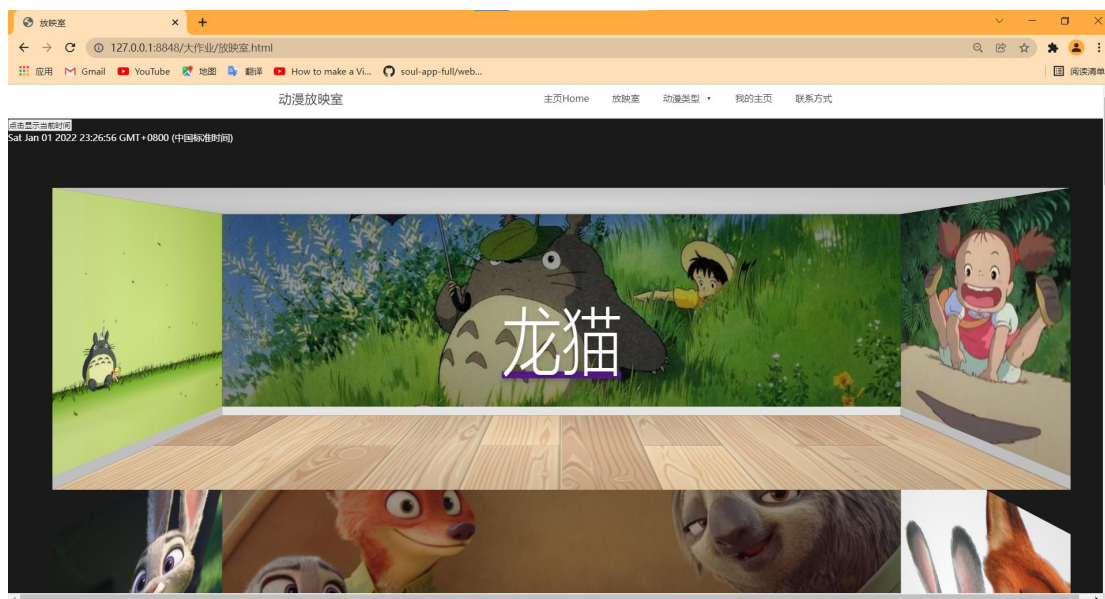 放映室
127.0.0.1:8848/大作业/放映室.html
应用 Gmail YouTube 地图 翻译 How to make a Vi... soul-app-full/web... 阅读清单
动漫放映室 主页Home 放映室 动漫类型 我的主页 联系方式
点击显示当前时间
Sat Jan 01 2022 23:26:56 GMT+0800 (中国标准时间)
龙猫